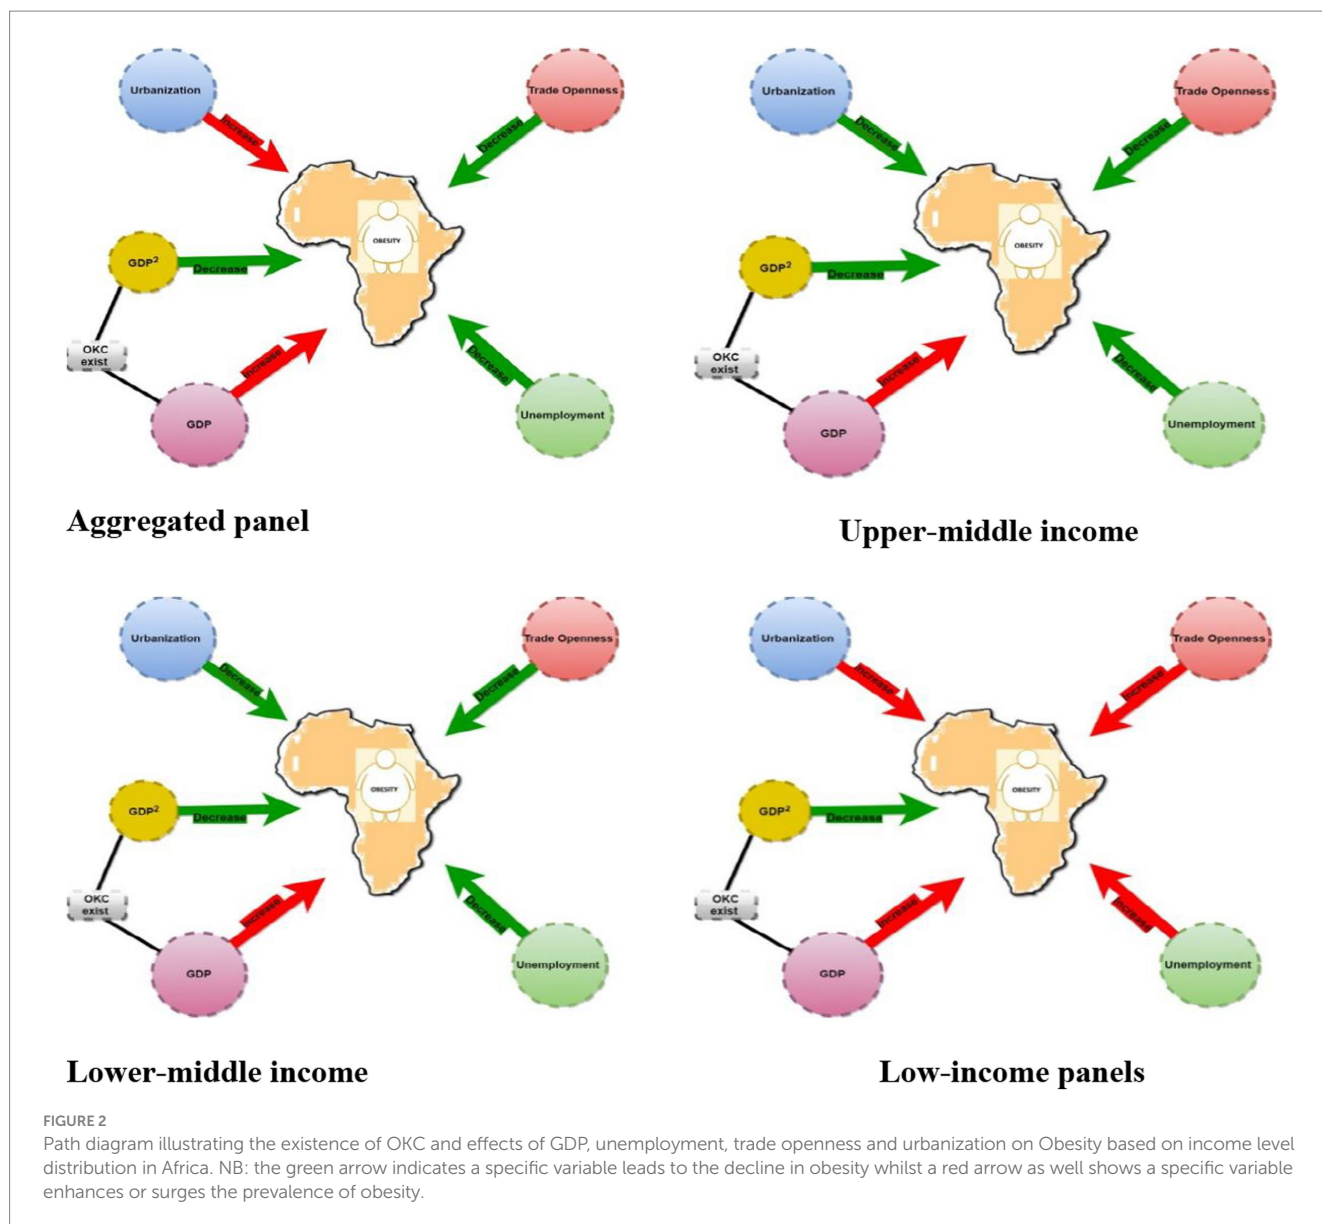 Urbanization
Trade Openness
Increase
Decrease
OBESITY
GDP²
Decrease
OKC
exist
Increase
Decrease
GDP
Unemployment
Aggregated panel
Urbanization
Trade Openness
Decrease
Decrease
OBESITY
GDP²
Decrease
OKC
exist
Increase
Decrease
GDP
Unemployment
Upper-middle income
Urbanization
Trade Openness
Decrease
Decrease
OBESITY
GDP²
Decrease
OKC
exist
Increase
Decrease
GDP
Unemployment
Lower-middle income
Urbanization
Trade Openness
Increase
Increase
OBESITY
GDP²
Decrease
OKC
exist
Increase
Increase
GDP
Unemployment
Low-income panels
FIGURE 2
Path diagram illustrating the existence of OKC and effects of GDP, unemployment, trade openness and urbanization on Obesity based on income level
distribution in Africa. NB: the green arrow indicates a specific variable leads to the decline in obesity whilst a red arrow as well shows a specific variable
enhances or surges the prevalence of obesity.